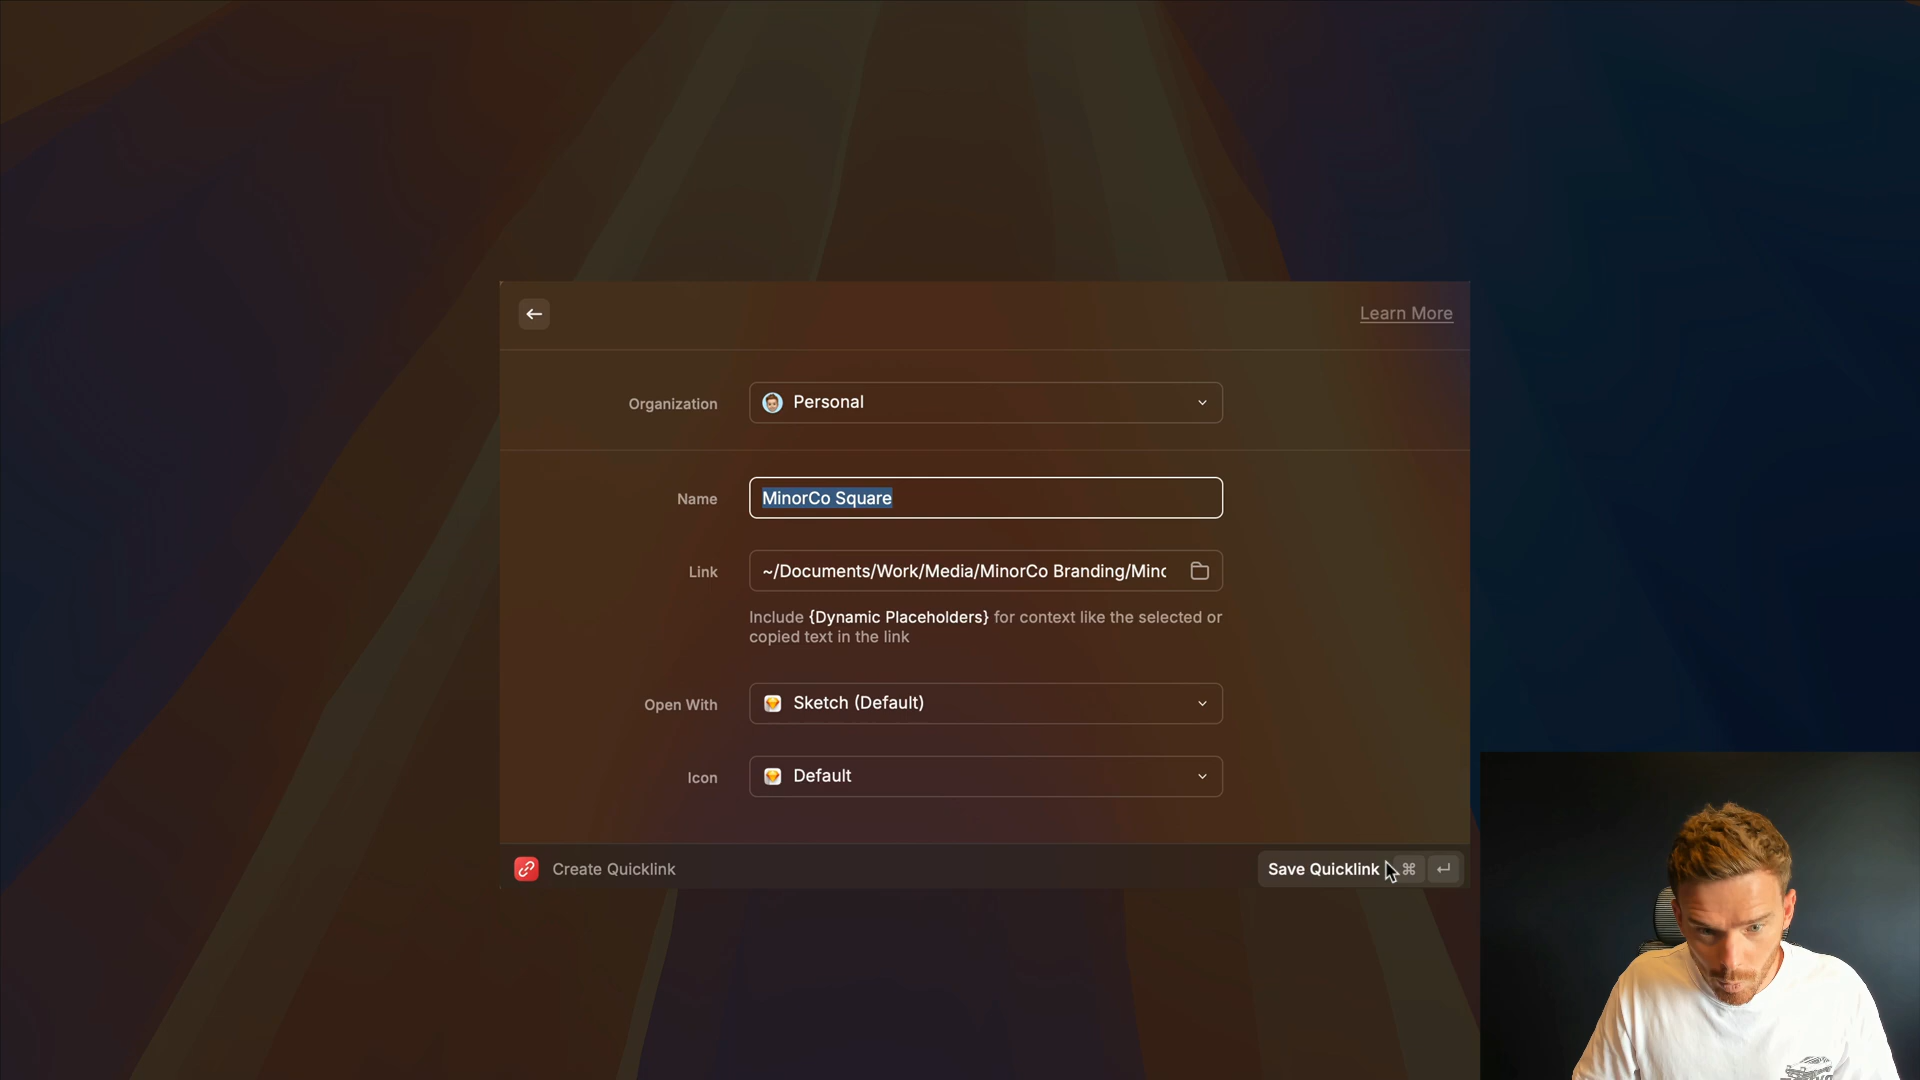 Learn More
Organization
Personal
Name
MinorCo Square
Link
~/Documents/Work/Media/MinorCo Branding/Minc
Include {Dynamic Placeholders} for context like the selected or
copied text in the link
Open With
Sketch (Default)
Icon
Default
Create Quicklink
Save Quicklink ⌘ ↵